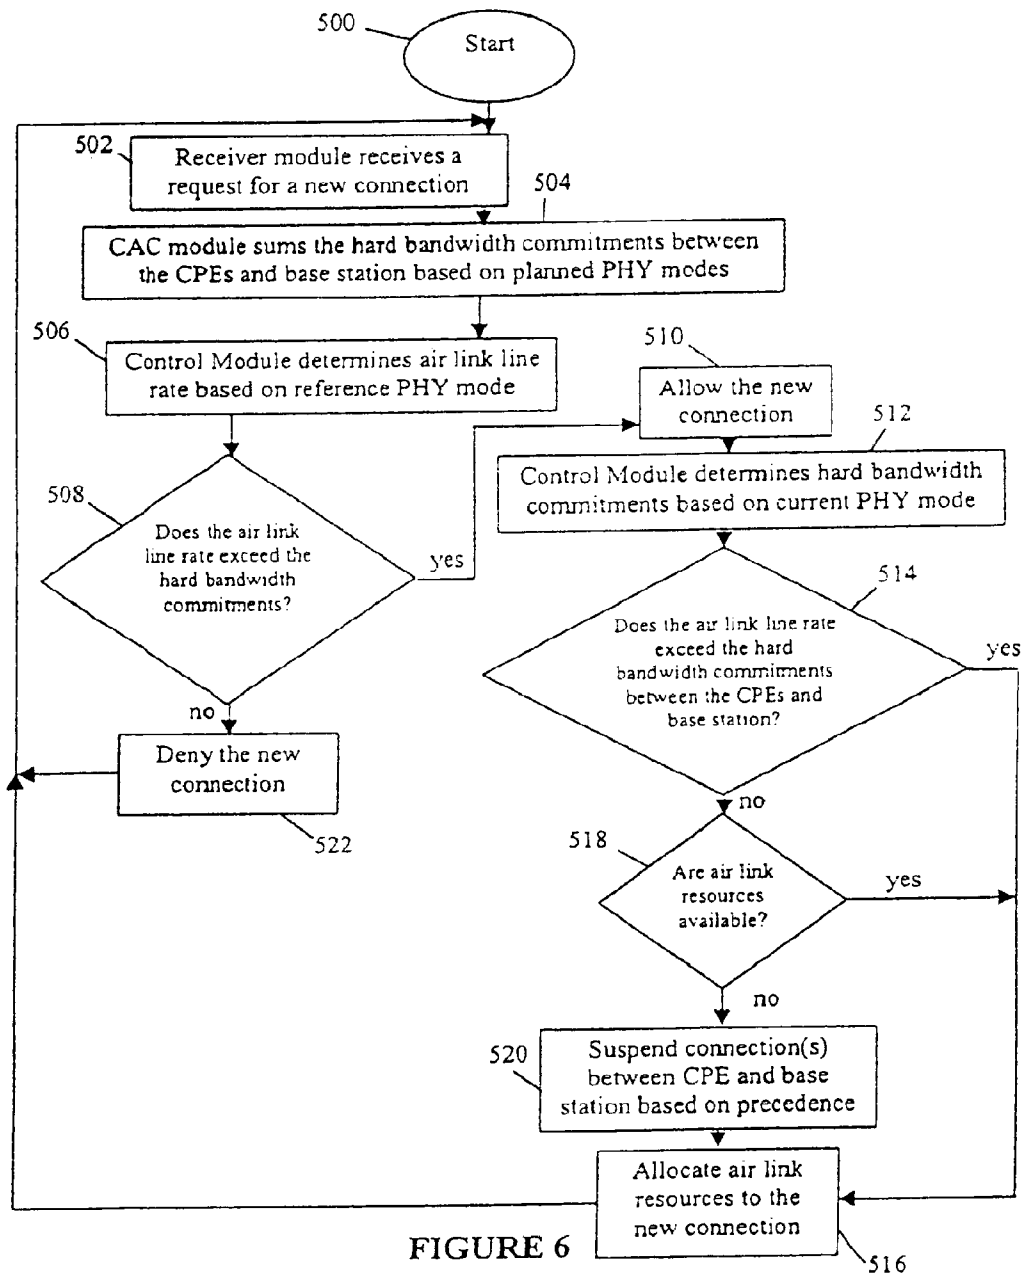 500
Start
502
Receiver module receives a
request for a new connection
504
CAC module sums the hard bandwidth commitments between
the CPEs and base station based on planned PHY modes
506
Control Module determines air link line
rate based on reference PHY mode
510
Allow the new
connection
512
Control Module determines hard bandwidth
commitments based on current PHY mode
508
Does the air link
line rate exceed the
hard bandwidth
commitments?
yes
514
Does the air link line rate
exceed the hard
bandwidth commitments
between the CPEs and
base station?
yes
no
Deny the new
connection
522
no
518
Are air link
resources
available?
yes
no
520
Suspend connection(s)
between CPE and base
station based on precedence
Allocate air link
resources to the
new connection
516
FIGURE 6